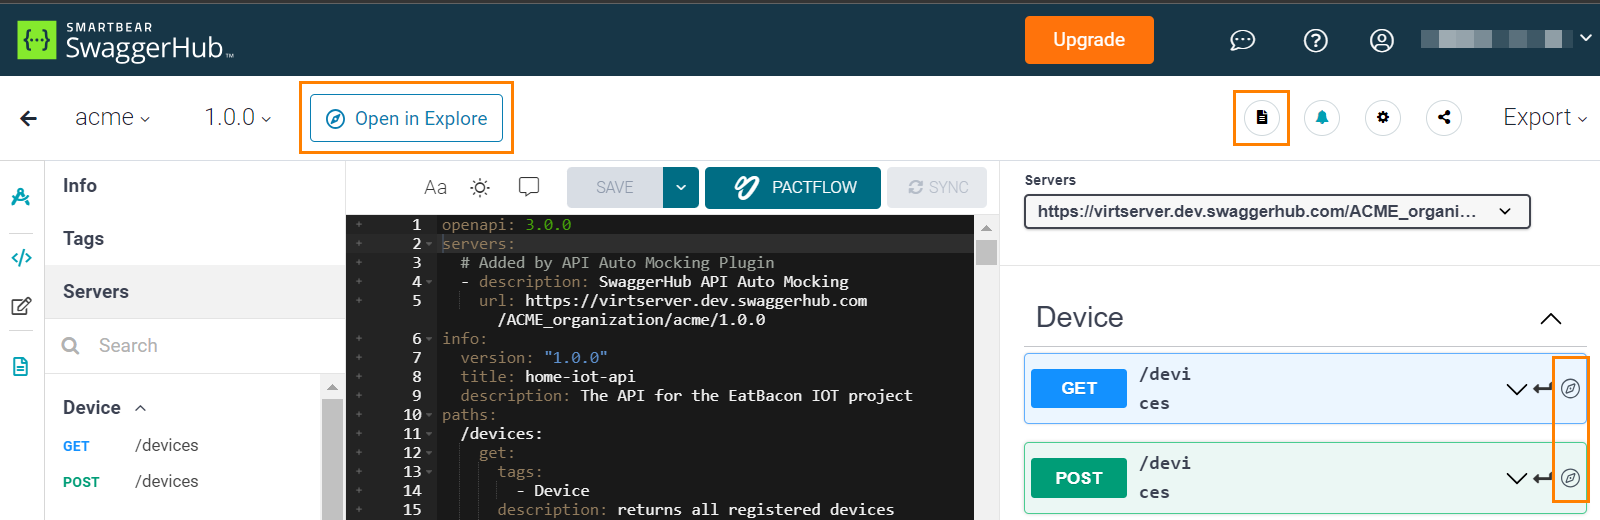 SMARTBEAR
SwaggerHub™
Upgrade
acme
1.0.0
Open in Explore
Export
Info
Tags
Servers
Search
Device
GET /devices
POST /devices
Aa
SAVE
PACTFLOW
SYNC
1 openapi: 3.0.0
2 servers:
3 # Added by API Auto Mocking Plugin
4 - description: SwaggerHub API Auto Mocking
5 url: https://virtserver.dev.swaggerhub.com
/ACME_organization/acme/1.0.0
6 info:
7 version: "1.0.0"
8 title: home-iot-api
9 description: The API for the EatBacon IOT project
10 paths:
11 /devices:
12 get:
13 tags:
14 - Device
15 description: returns all registered devices
Servers
https://virtserver.dev.swaggerhub.com/ACME_organi...
Device
GET
/devi
ces
POST
/devi
ces